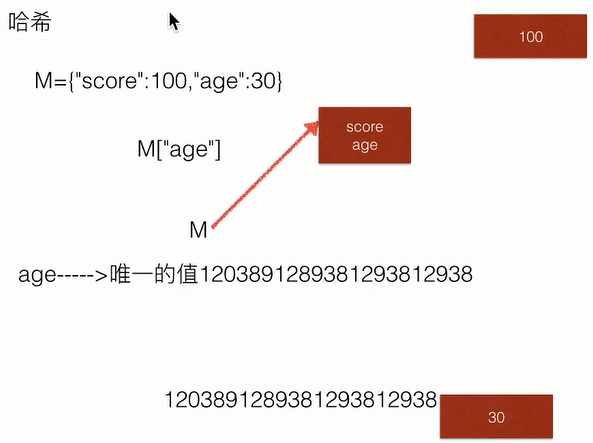 哈希
100
M={"score":100,"age":30}
score
age
M["age"]
M
age----->唯一的值1203891289381293812938
1203891289381293812938
30